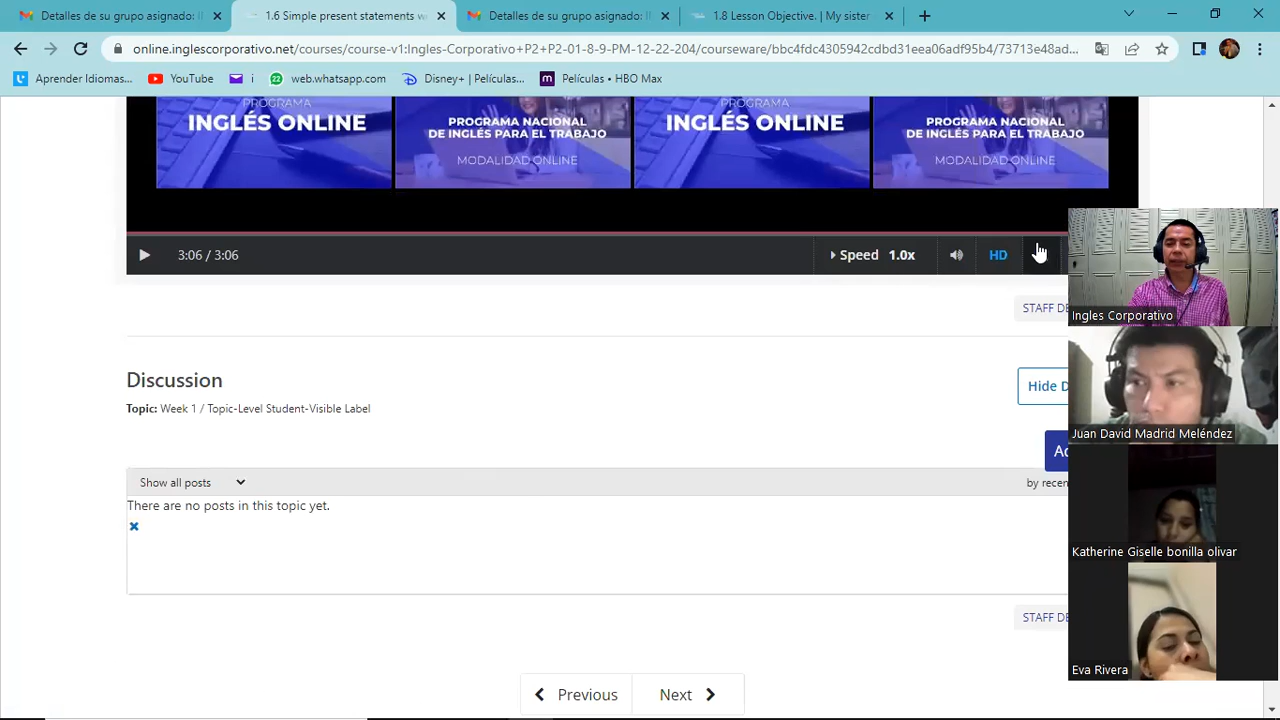 Detalles de su grupo asignado: I
1.6 Simple present statements w
Detalles de su grupo asignado: I
1.8 Lesson Objective. | My sister
online.inglescorporativo.net/courses/course-v1:Ingles-Corporativo+P2+P2-01-8-9-PM-12-22-204/courseware/bbc4fdc4305942cdbd31eea06adf95b4/73713e48ad...
Aprender Idiomas...
YouTube
i
web.whatsapp.com
Disney+ | Películas...
Películas • HBO Max
PROGRAMA
INGLÉS ONLINE
PROGRAMA NACIONAL
DE INGLÉS PARA EL TRABAJO
MODALIDAD ONLINE
PROGRAMA
INGLÉS ONLINE
PROGRAMA NACIONAL
DE INGLÉS PARA EL TRABAJO
MODALIDAD ONLINE
3:06 / 3:06
Speed 1.0x
HD
Ingles Corporativo
STAFF DE
Discussion
Hide D
Topic: Week 1 / Topic-Level Student-Visible Label
Juan David Madrid Meléndez
Ad
Show all posts
by recen
There are no posts in this topic yet.
Katherine Giselle bonilla olivar
STAFF DE
Eva Rivera
Previous
Next